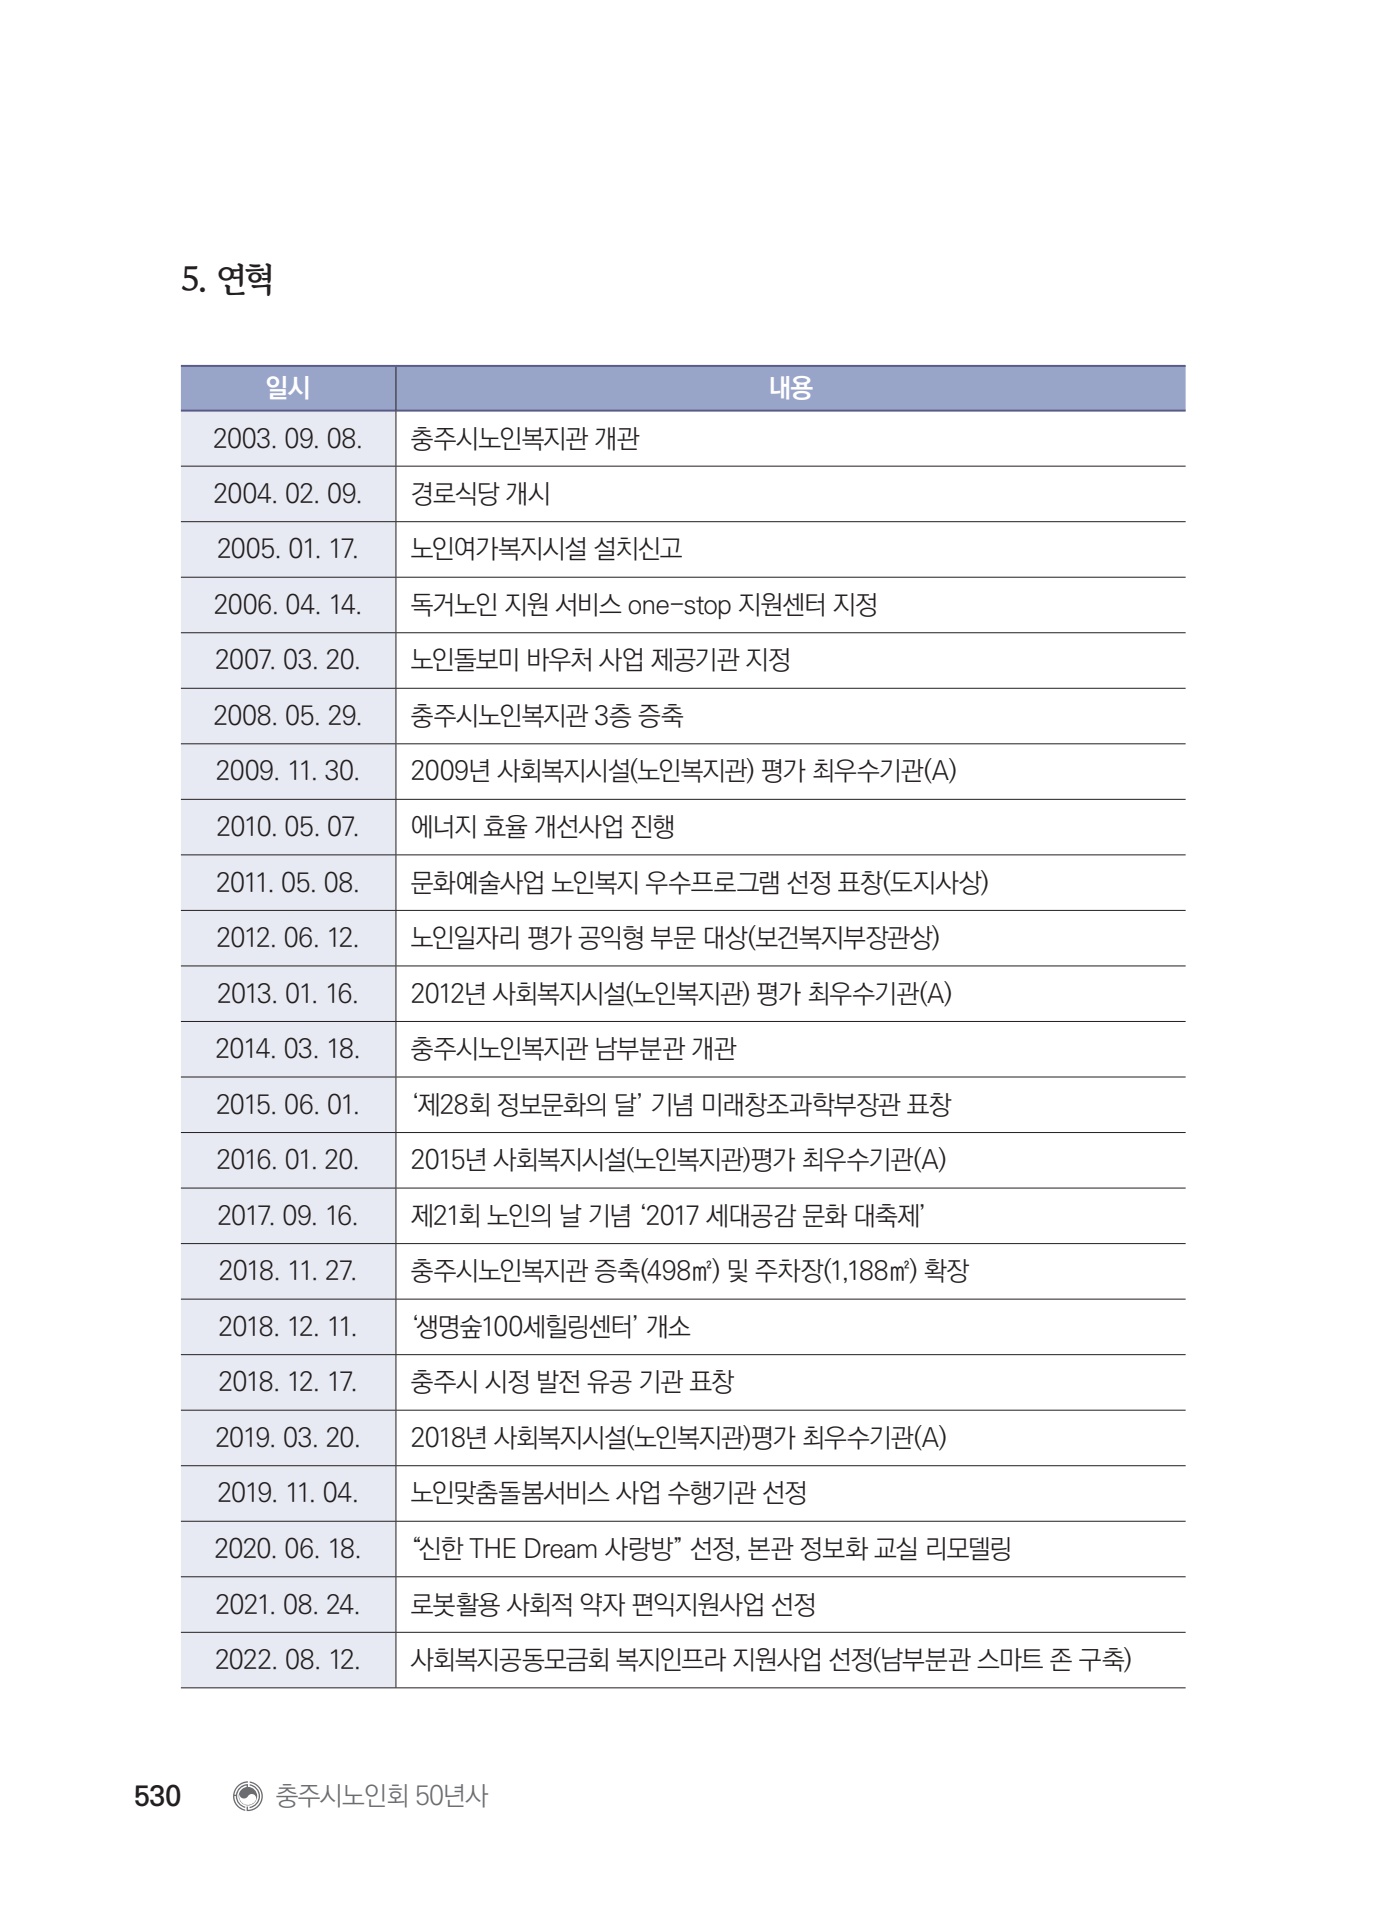 5. 연혁
일시 내용
2003. 09. 08. 충주시노인복지관 개관
2004. 02. 09. 경로식당 개시
2005. 01. 17. 노인여가복지시설 설치신고
2006. 04. 14. 독거노인 지원 서비스 one-stop 지원센터 지정
2007. 03. 20. 노인돌보미 바우처 사업 제공기관 지정
2008. 05. 29. 충주시노인복지관 3층 증축
2009. 11. 30. 2009년 사회복지시설(노인복지관) 평가 최우수기관(A)
2010. 05. 07. 에너지 효율 개선사업 진행
2011. 05. 08. 문화예술사업 노인복지 우수프로그램 선정 표창(도지사상)
2012. 06. 12. 노인일자리 평가 공익형 부문 대상(보건복지부장관상)
2013. 01. 16. 2012년 사회복지시설(노인복지관) 평가 최우수기관(A)
2014. 03. 18. 충주시노인복지관 남부분관 개관
2015. 06. 01. ‘제28회 정보문화의 달’ 기념 미래창조과학부장관 표창
2016. 01. 20. 2015년 사회복지시설(노인복지관)평가 최우수기관(A)
2017. 09. 16. 제21회 노인의 날 기념 ‘2017 세대공감 문화 대축제’
2018. 11. 27. 충주시노인복지관 증축(498㎡) 및 주차장(1,188㎡) 확장
2018. 12. 11. ‘생명숲100세힐링센터’ 개소
2018. 12. 17. 충주시 시정 발전 유공 기관 표창
2019. 03. 20. 2018년 사회복지시설(노인복지관)평가 최우수기관(A)
2019. 11. 04. 노인맞춤돌봄서비스 사업 수행기관 선정
2020. 06. 18. “신한 THE Dream 사랑방” 선정, 본관 정보화 교실 리모델링
2021. 08. 24. 로봇활용 사회적 약자 편익지원사업 선정
2022. 08. 12. 사회복지공동모금회 복지인프라 지원사업 선정(남부분관 스마트 존 구축)
530 충주시노인회 50년사